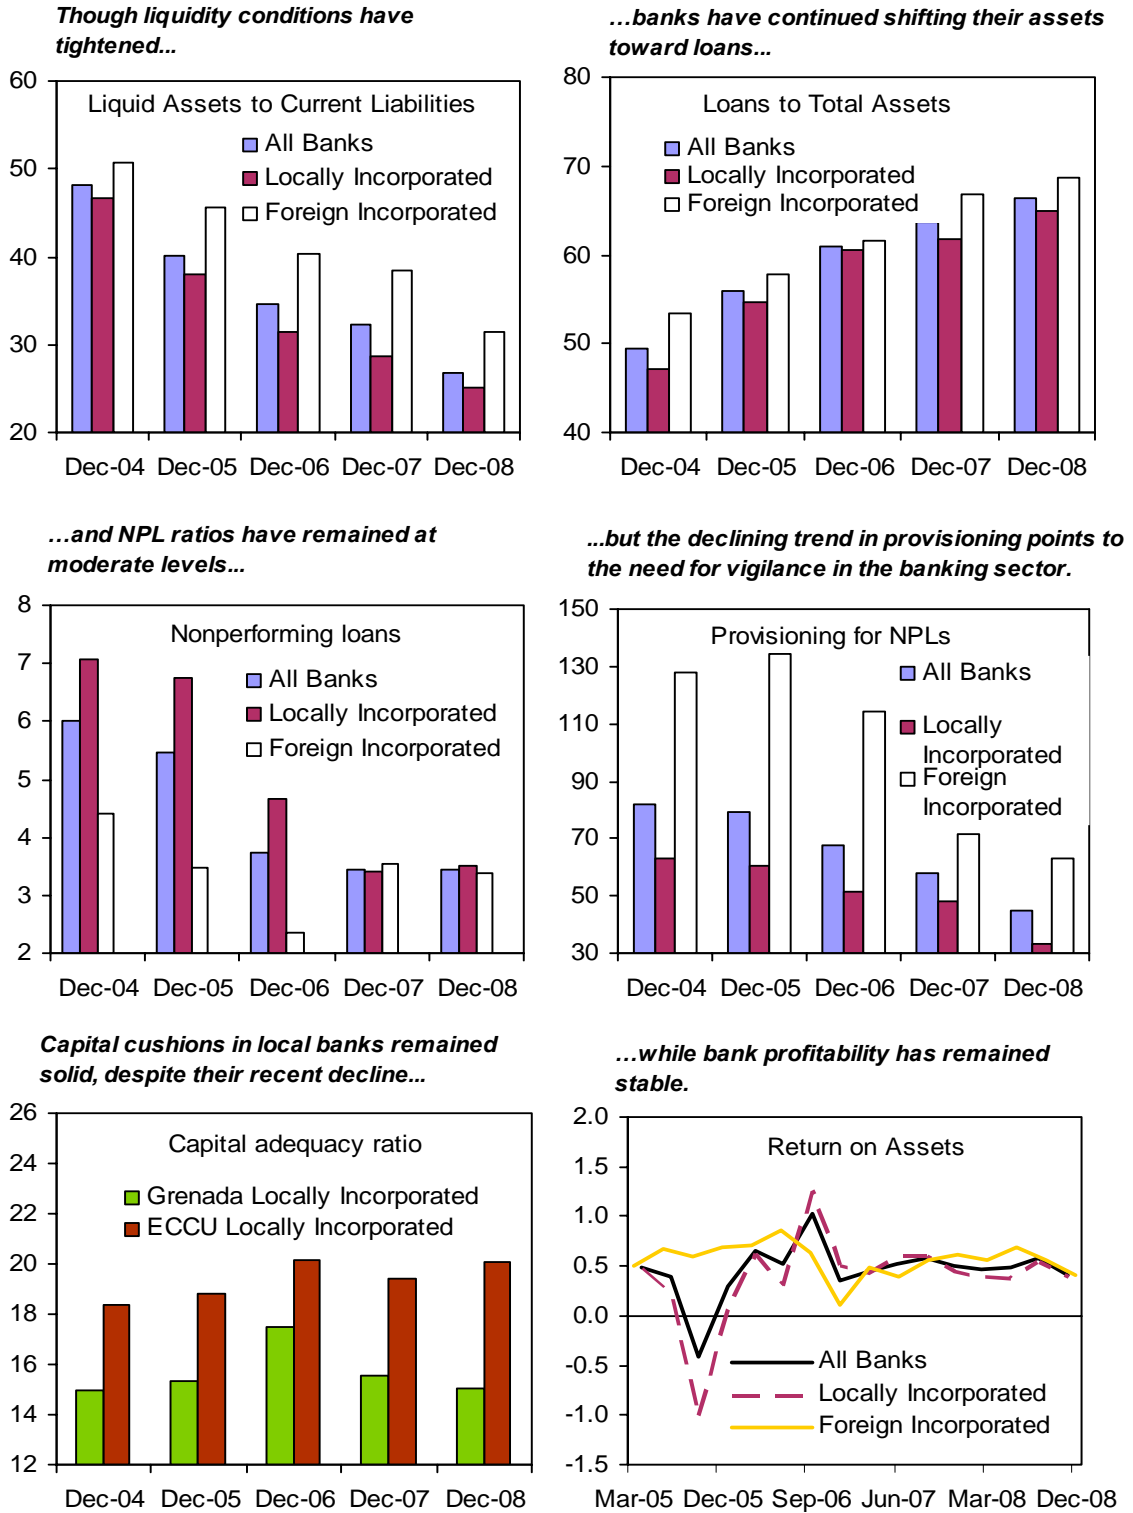 Though liquidity conditions have
tightened...
60
50
40
30
20
Liquid Assets to Current Liabilities
All Banks
Locally Incorporated
Foreign Incorporated
Dec-04 Dec-05 Dec-06 Dec-07 Dec-08
…banks have continued shifting their assets
toward loans...
80
70
60
50
40
Loans to Total Assets
All Banks
Locally Incorporated
Foreign Incorporated
Dec-04 Dec-05 Dec-06 Dec-07 Dec-08
…and NPL ratios have remained at
moderate levels...
8
7
6
5
4
3
2
Nonperforming loans
All Banks
Locally Incorporated
Foreign Incorporated
Dec-04 Dec-05 Dec-06 Dec-07 Dec-08
...but the declining trend in provisioning points to
the need for vigilance in the banking sector.
150
130
110
90
70
50
30
Provisioning for NPLs
All Banks
Locally
Incorporated
Foreign
Incorporated
Dec-04 Dec-05 Dec-06 Dec-07 Dec-08
Capital cushions in local banks remained
solid, despite their recent decline...
26
24
22
20
18
16
14
12
Capital adequacy ratio
Grenada Locally Incorporated
ECCU Locally Incorporated
Dec-04 Dec-05 Dec-06 Dec-07 Dec-08
…while bank profitability has remained
stable.
2.0
1.5
1.0
0.5
0.0
-0.5
-1.0
-1.5
Return on Assets
All Banks
Locally Incorporated
Foreign Incorporated
Mar-05 Dec-05 Sep-06 Jun-07 Mar-08 Dec-08